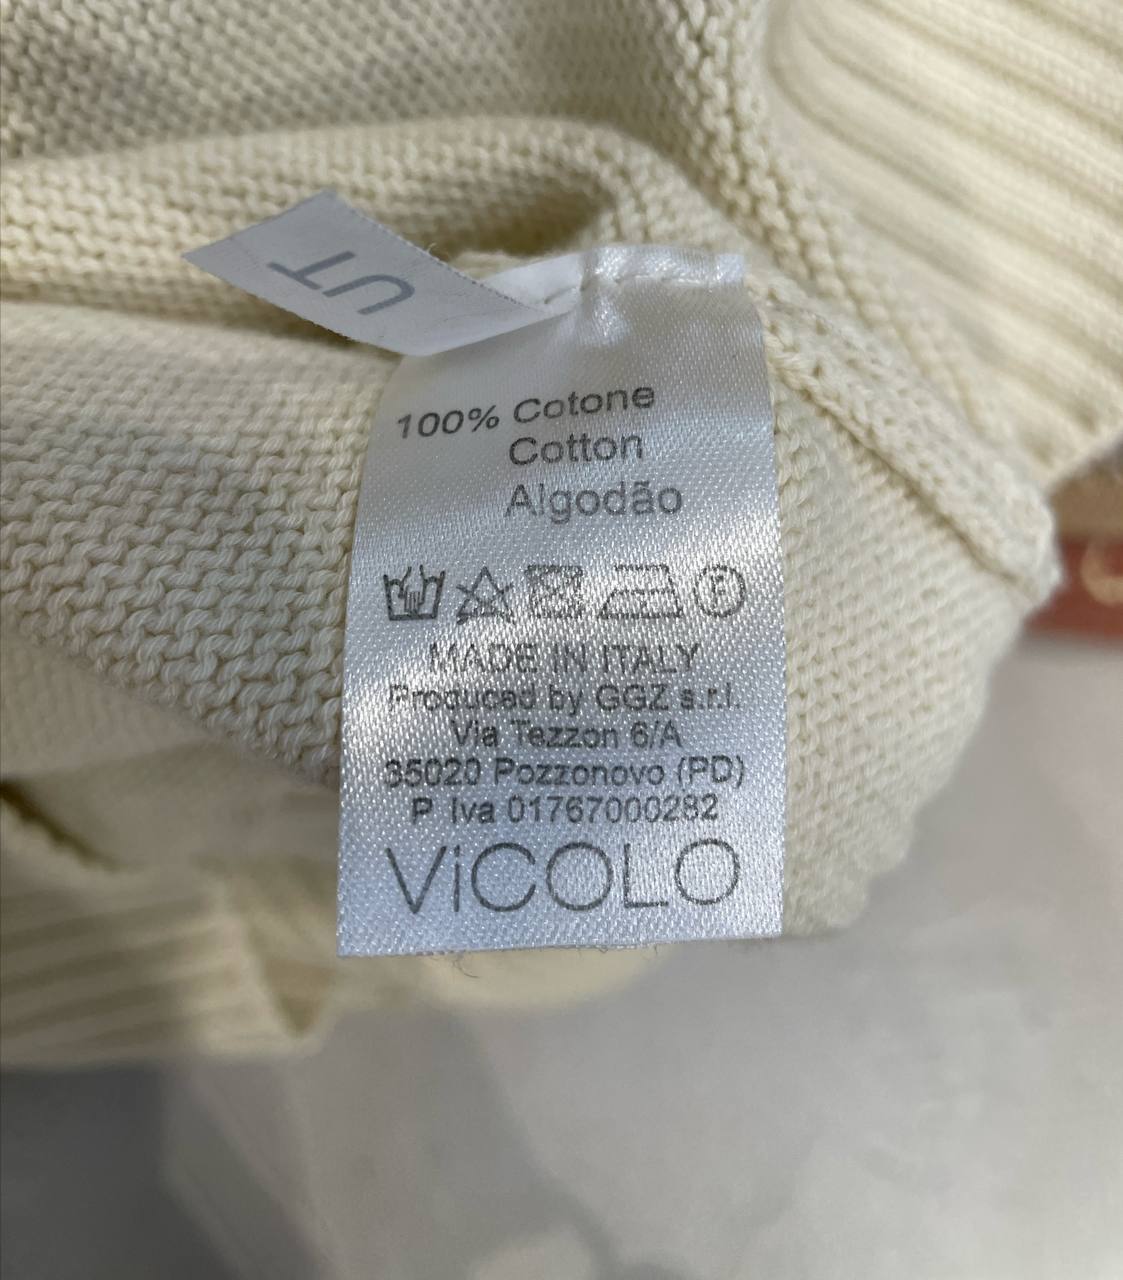 UT
100% Cotone
Cotton
Algodão
F
MADE IN ITALY
Produced by GGZ s.r.l.
Via Tezzon 6/A
35020 Pozzonovo (PD)
P. Iva 01767000282
ViCOLO